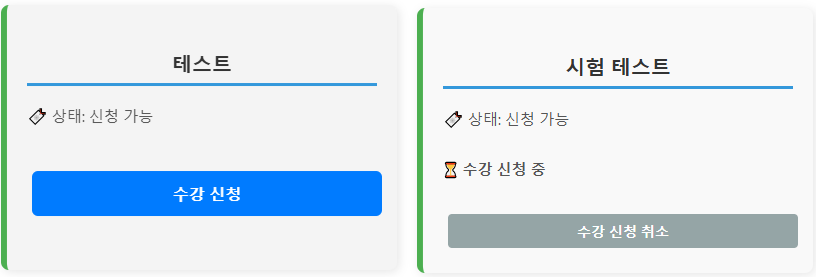 테스트
상태: 신청 가능
수강 신청
시험 테스트
상태: 신청 가능
수강 신청 중
수강 신청 취소